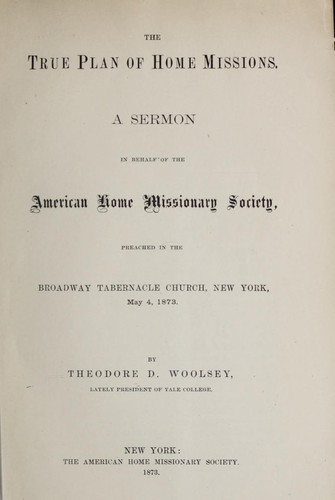 THE
TRUE PLAN OF HOME MISSIONS.
A SERMON
IN BEHALF OF THE
American Home Missionary Society,
PREACHED IN THE
BROADWAY TABERNACLE CHURCH, NEW YORK,
May 4, 1873.
BY
THEODORE D. WOOLSEY,
LATELY PRESIDENT OF YALE COLLEGE.
NEW YORK:
THE AMERICAN HOME MISSIONARY SOCIETY.
1873.